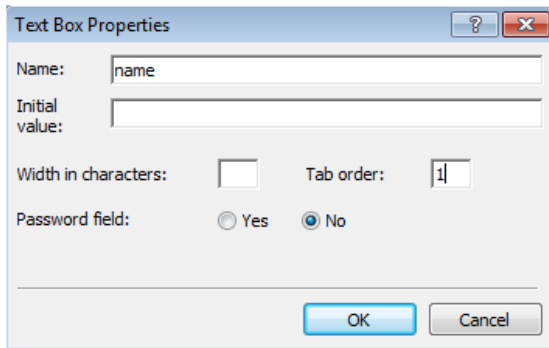 Text Box Properties
Name: name
Initial
value:
Width in characters: Tab order: 1
Password field: Yes No
OK Cancel